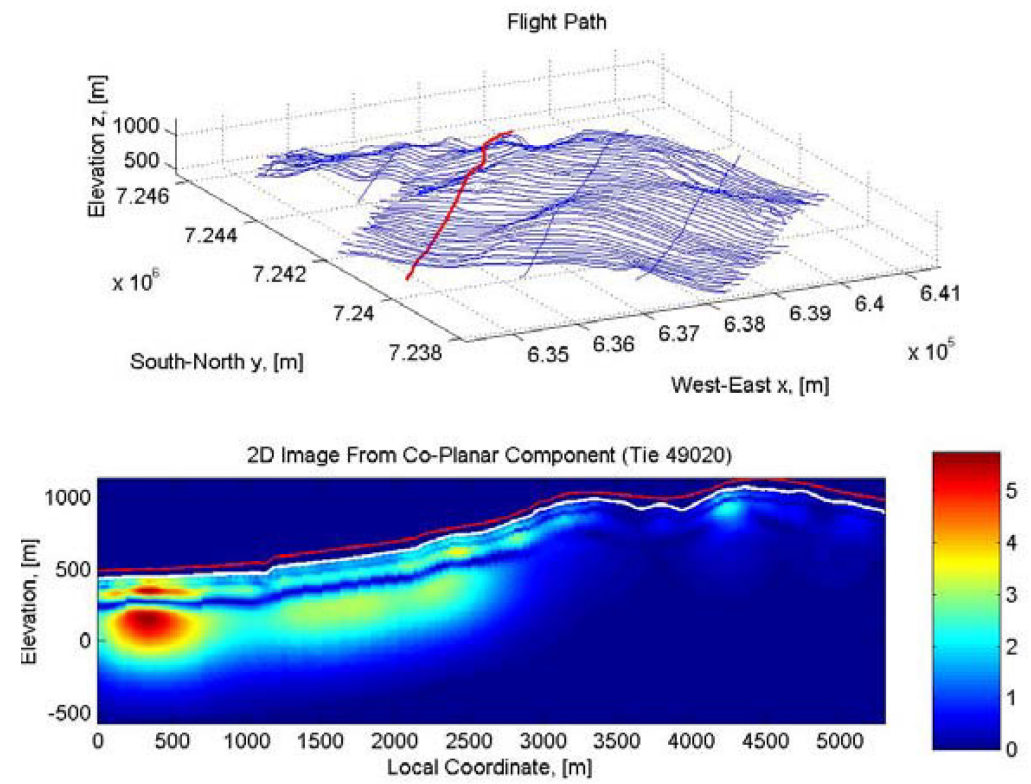 Flight Path
Elevation z, [m]
1000
500
7.246
7.244
7.242
7.24
7.238
x 10^6
South-North y, [m]
6.35
6.36
6.37
6.38
6.39
6.4
6.41
x 10^5
West-East x, [m]
2D Image From Co-Planar Component (Tie 49020)
Elevation, [m]
1000
500
0
-500
0 500 1000 1500 2000 2500 3000 3500 4000 4500 5000
Local Coordinate, [m]
5
4
3
2
1
0